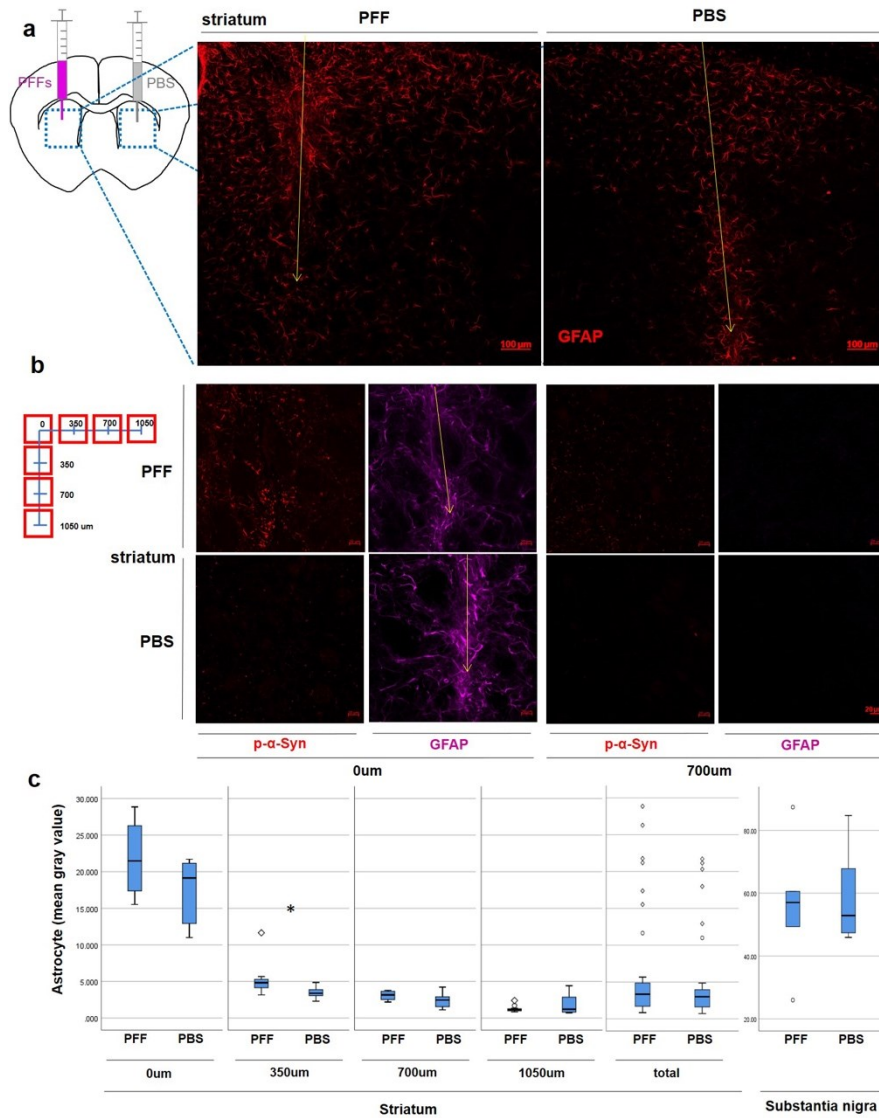 a
striatum
PFF
PBS
PFFs
PBS
GFAP
100 µm
100 µm
b
0 350 700 1050
350
700
1050 um
PFF
striatum
PBS
20µm
p-α-Syn
GFAP
p-α-Syn
GFAP
0um
700um
c
Astrocyte (mean gray value)
30.000
25.000
20.000
15.000
10.000
5.000
.000
*
80.00
60.00
40.00
20.00
PFF PBS PFF PBS PFF PBS PFF PBS PFF PBS PFF PBS
0um 350um 700um 1050um total
Striatum
Substantia nigra